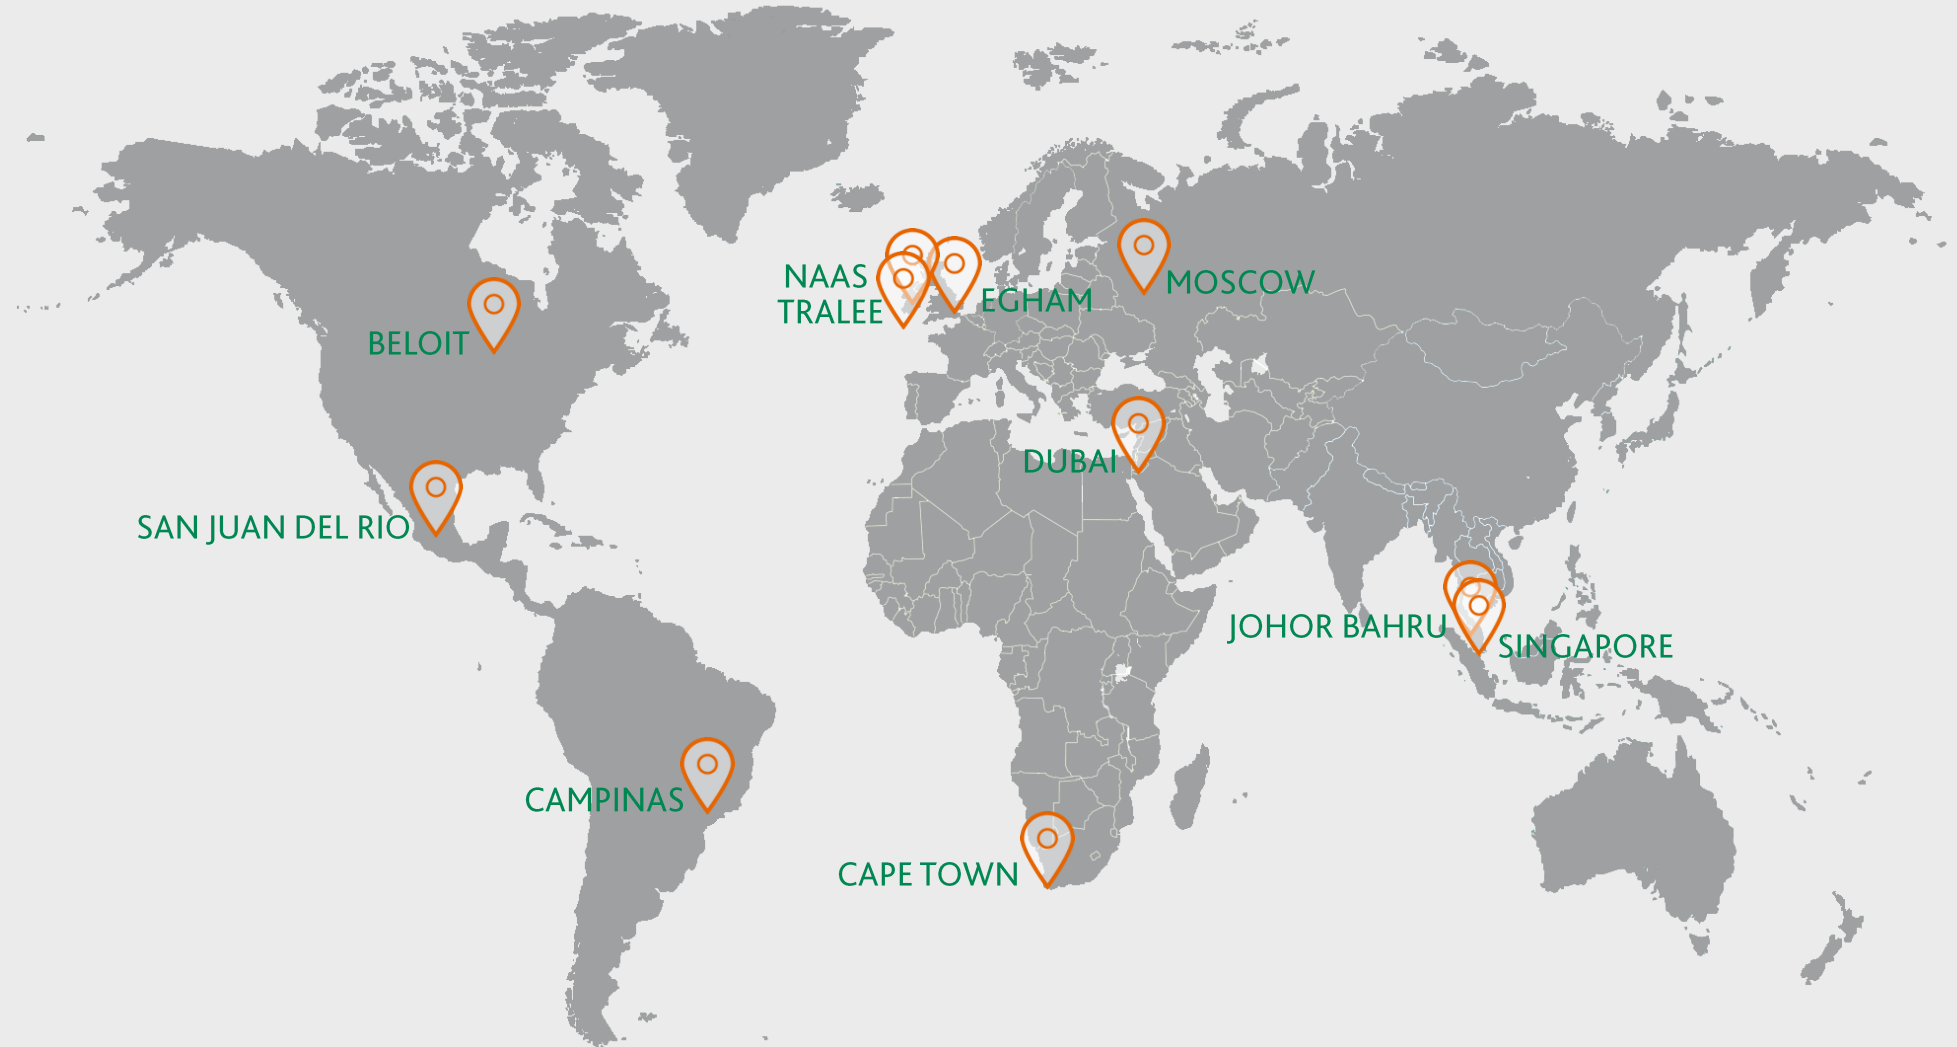 NAAS
TRALEE
EGHAM
MOSCOW
BELOIT
DUBAI
SAN JUAN DEL RIO
JOHOR BAHRU
SINGAPORE
CAMPINAS
CAPE TOWN